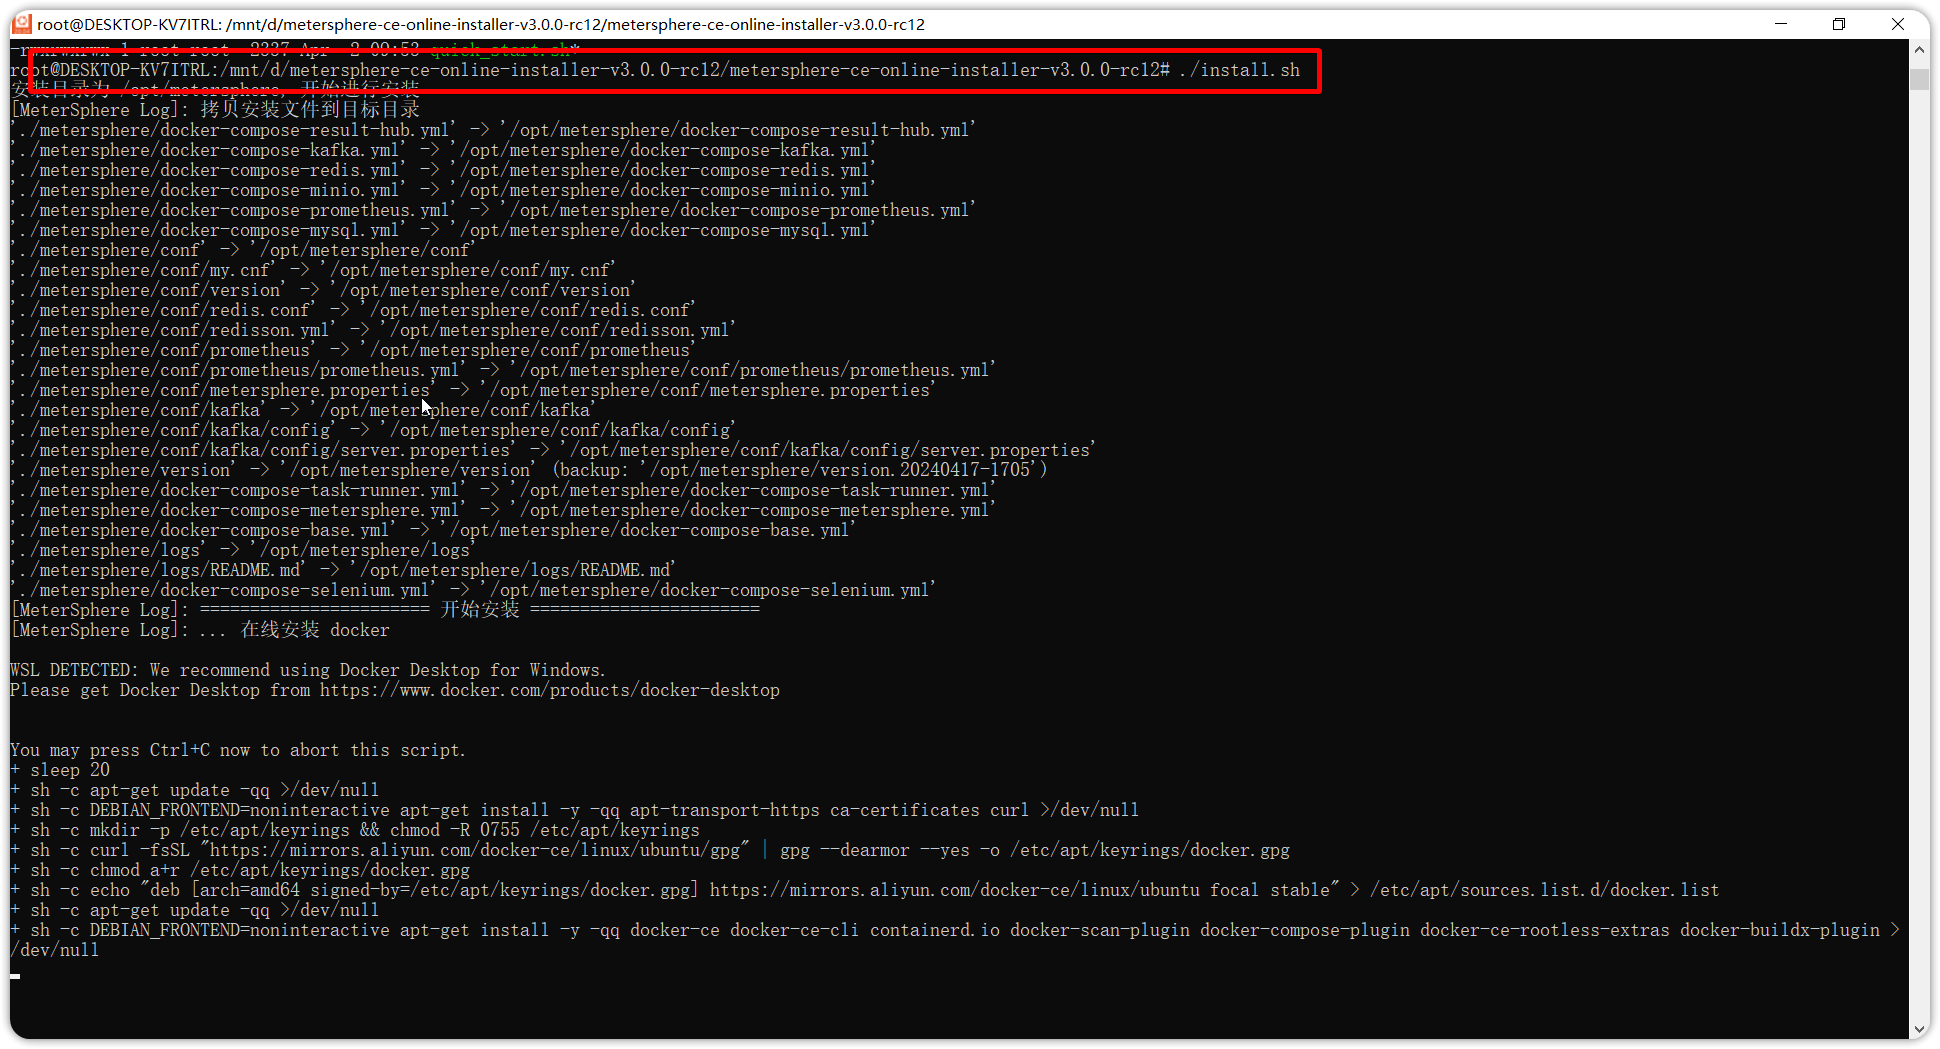 root@DESKTOP-KV7ITRL: /mnt/d/metersphere-ce-online-installer-v3.0.0-rc12/metersphere-ce-online-installer-v3.0.0-rc12
-rwxrwxrwx 1 root root  2337 Apr  2 09:53 quick_start.sh*
root@DESKTOP-KV7ITRL:/mnt/d/metersphere-ce-online-installer-v3.0.0-rc12/metersphere-ce-online-installer-v3.0.0-rc12# ./install.sh
安装目录为 /opt/metersphere, 开始进行安装
[MeterSphere Log]: 拷贝安装文件到目标目录
'./metersphere/docker-compose-result-hub.yml' -> '/opt/metersphere/docker-compose-result-hub.yml'
'./metersphere/docker-compose-kafka.yml' -> '/opt/metersphere/docker-compose-kafka.yml'
'./metersphere/docker-compose-redis.yml' -> '/opt/metersphere/docker-compose-redis.yml'
'./metersphere/docker-compose-minio.yml' -> '/opt/metersphere/docker-compose-minio.yml'
'./metersphere/docker-compose-prometheus.yml' -> '/opt/metersphere/docker-compose-prometheus.yml'
'./metersphere/docker-compose-mysql.yml' -> '/opt/metersphere/docker-compose-mysql.yml'
'./metersphere/conf' -> '/opt/metersphere/conf'
'./metersphere/conf/my.cnf' -> '/opt/metersphere/conf/my.cnf'
'./metersphere/conf/version' -> '/opt/metersphere/conf/version'
'./metersphere/conf/redis.conf' -> '/opt/metersphere/conf/redis.conf'
'./metersphere/conf/redisson.yml' -> '/opt/metersphere/conf/redisson.yml'
'./metersphere/conf/prometheus' -> '/opt/metersphere/conf/prometheus'
'./metersphere/conf/prometheus/prometheus.yml' -> '/opt/metersphere/conf/prometheus/prometheus.yml'
'./metersphere/conf/metersphere.properties' -> '/opt/metersphere/conf/metersphere.properties'
'./metersphere/conf/kafka' -> '/opt/metersphere/conf/kafka'
'./metersphere/conf/kafka/config' -> '/opt/metersphere/conf/kafka/config'
'./metersphere/conf/kafka/config/server.properties' -> '/opt/metersphere/conf/kafka/config/server.properties'
'./metersphere/version' -> '/opt/metersphere/version' (backup: '/opt/metersphere/version.20240417-1705')
'./metersphere/docker-compose-task-runner.yml' -> '/opt/metersphere/docker-compose-task-runner.yml'
'./metersphere/docker-compose-metersphere.yml' -> '/opt/metersphere/docker-compose-metersphere.yml'
'./metersphere/docker-compose-base.yml' -> '/opt/metersphere/docker-compose-base.yml'
'./metersphere/logs' -> '/opt/metersphere/logs'
'./metersphere/logs/README.md' -> '/opt/metersphere/logs/README.md'
'./metersphere/docker-compose-selenium.yml' -> '/opt/metersphere/docker-compose-selenium.yml'
[MeterSphere Log]: ======================= 开始安装 =======================
[MeterSphere Log]: ... 在线安装 docker
WSL DETECTED: We recommend using Docker Desktop for Windows.
Please get Docker Desktop from https://www.docker.com/products/docker-desktop
You may press Ctrl+C now to abort this script.
+ sleep 20
+ sh -c apt-get update -qq >/dev/null
+ sh -c DEBIAN_FRONTEND=noninteractive apt-get install -y -qq apt-transport-https ca-certificates curl >/dev/null
+ sh -c mkdir -p /etc/apt/keyrings && chmod -R 0755 /etc/apt/keyrings
+ sh -c curl -fsSL "https://mirrors.aliyun.com/docker-ce/linux/ubuntu/gpg" | gpg --dearmor --yes -o /etc/apt/keyrings/docker.gpg
+ sh -c chmod a+r /etc/apt/keyrings/docker.gpg
+ sh -c echo "deb [arch=amd64 signed-by=/etc/apt/keyrings/docker.gpg] https://mirrors.aliyun.com/docker-ce/linux/ubuntu focal stable" > /etc/apt/sources.list.d/docker.list
+ sh -c apt-get update -qq >/dev/null
+ sh -c DEBIAN_FRONTEND=noninteractive apt-get install -y -qq docker-ce docker-ce-cli containerd.io docker-scan-plugin docker-compose-plugin docker-ce-rootless-extras docker-buildx-plugin >
/dev/null